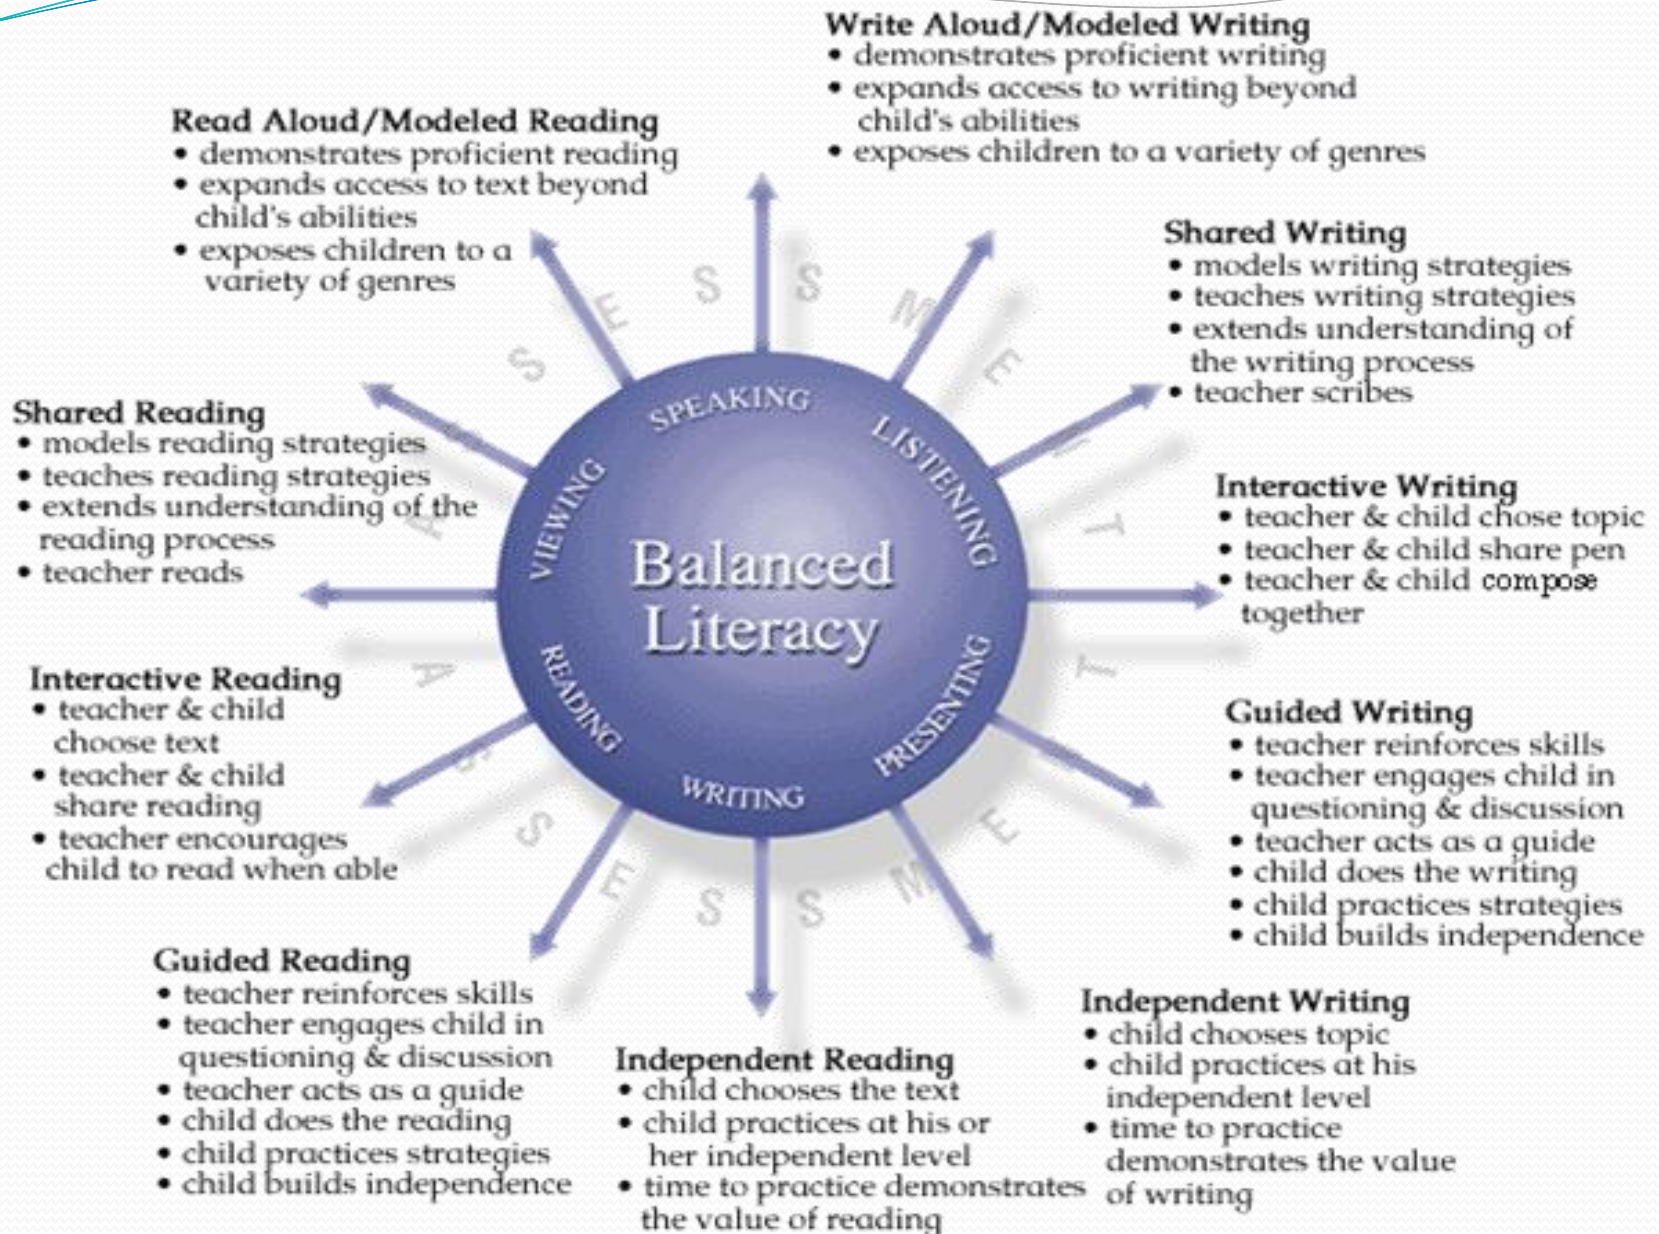 Write Aloud/Modeled Writing
• demonstrates proficient writing
• expands access to writing beyond
child's abilities
• exposes children to a variety of genres
Read Aloud/Modeled Reading
• demonstrates proficient reading
• expands access to text beyond
child's abilities
• exposes children to a
variety of genres
Shared Writing
• models writing strategies
• teaches writing strategies
• extends understanding of
the writing process
• teacher scribes
Shared Reading
• models reading strategies
• teaches reading strategies
• extends understanding of the
reading process
• teacher reads
Interactive Writing
• teacher & child chose topic
• teacher & child share pen
• teacher & child compose
together
ASSESSMENT
SPEAKING
LISTENING
VIEWING
Balanced
Literacy
READING
PRESENTING
WRITING
ASSESSMENT
Interactive Reading
• teacher & child
choose text
• teacher & child
share reading
• teacher encourages
child to read when able
Guided Writing
• teacher reinforces skills
• teacher engages child in
questioning & discussion
• teacher acts as a guide
• child does the writing
• child practices strategies
• child builds independence
Guided Reading
• teacher reinforces skills
• teacher engages child in
questioning & discussion
• teacher acts as a guide
• child does the reading
• child practices strategies
• child builds independence
Independent Reading
• child chooses the text
• child practices at his or
her independent level
• time to practice demonstrates
the value of reading
Independent Writing
• child chooses topic
• child practices at his
independent level
• time to practice
demonstrates the value
of writing